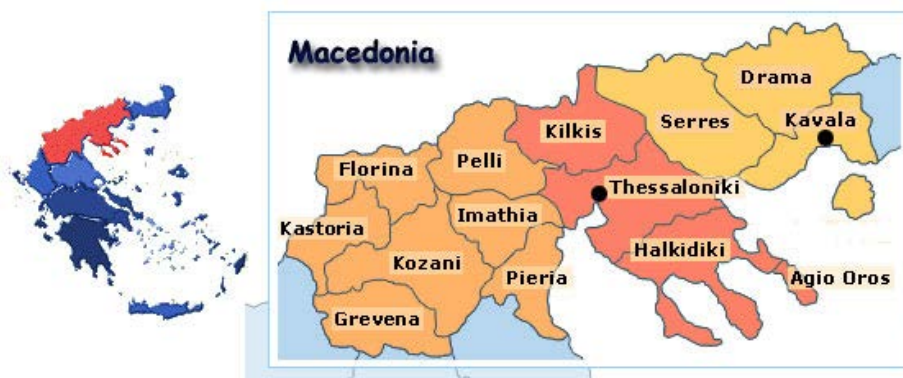 Macedonia
Drama
Kavala
Serres
Kilkis
Pelli
Florina
Thessaloniki
Imathia
Kastoria
Halkidiki
Kozani
Pieria
Agio Oros
Grevena